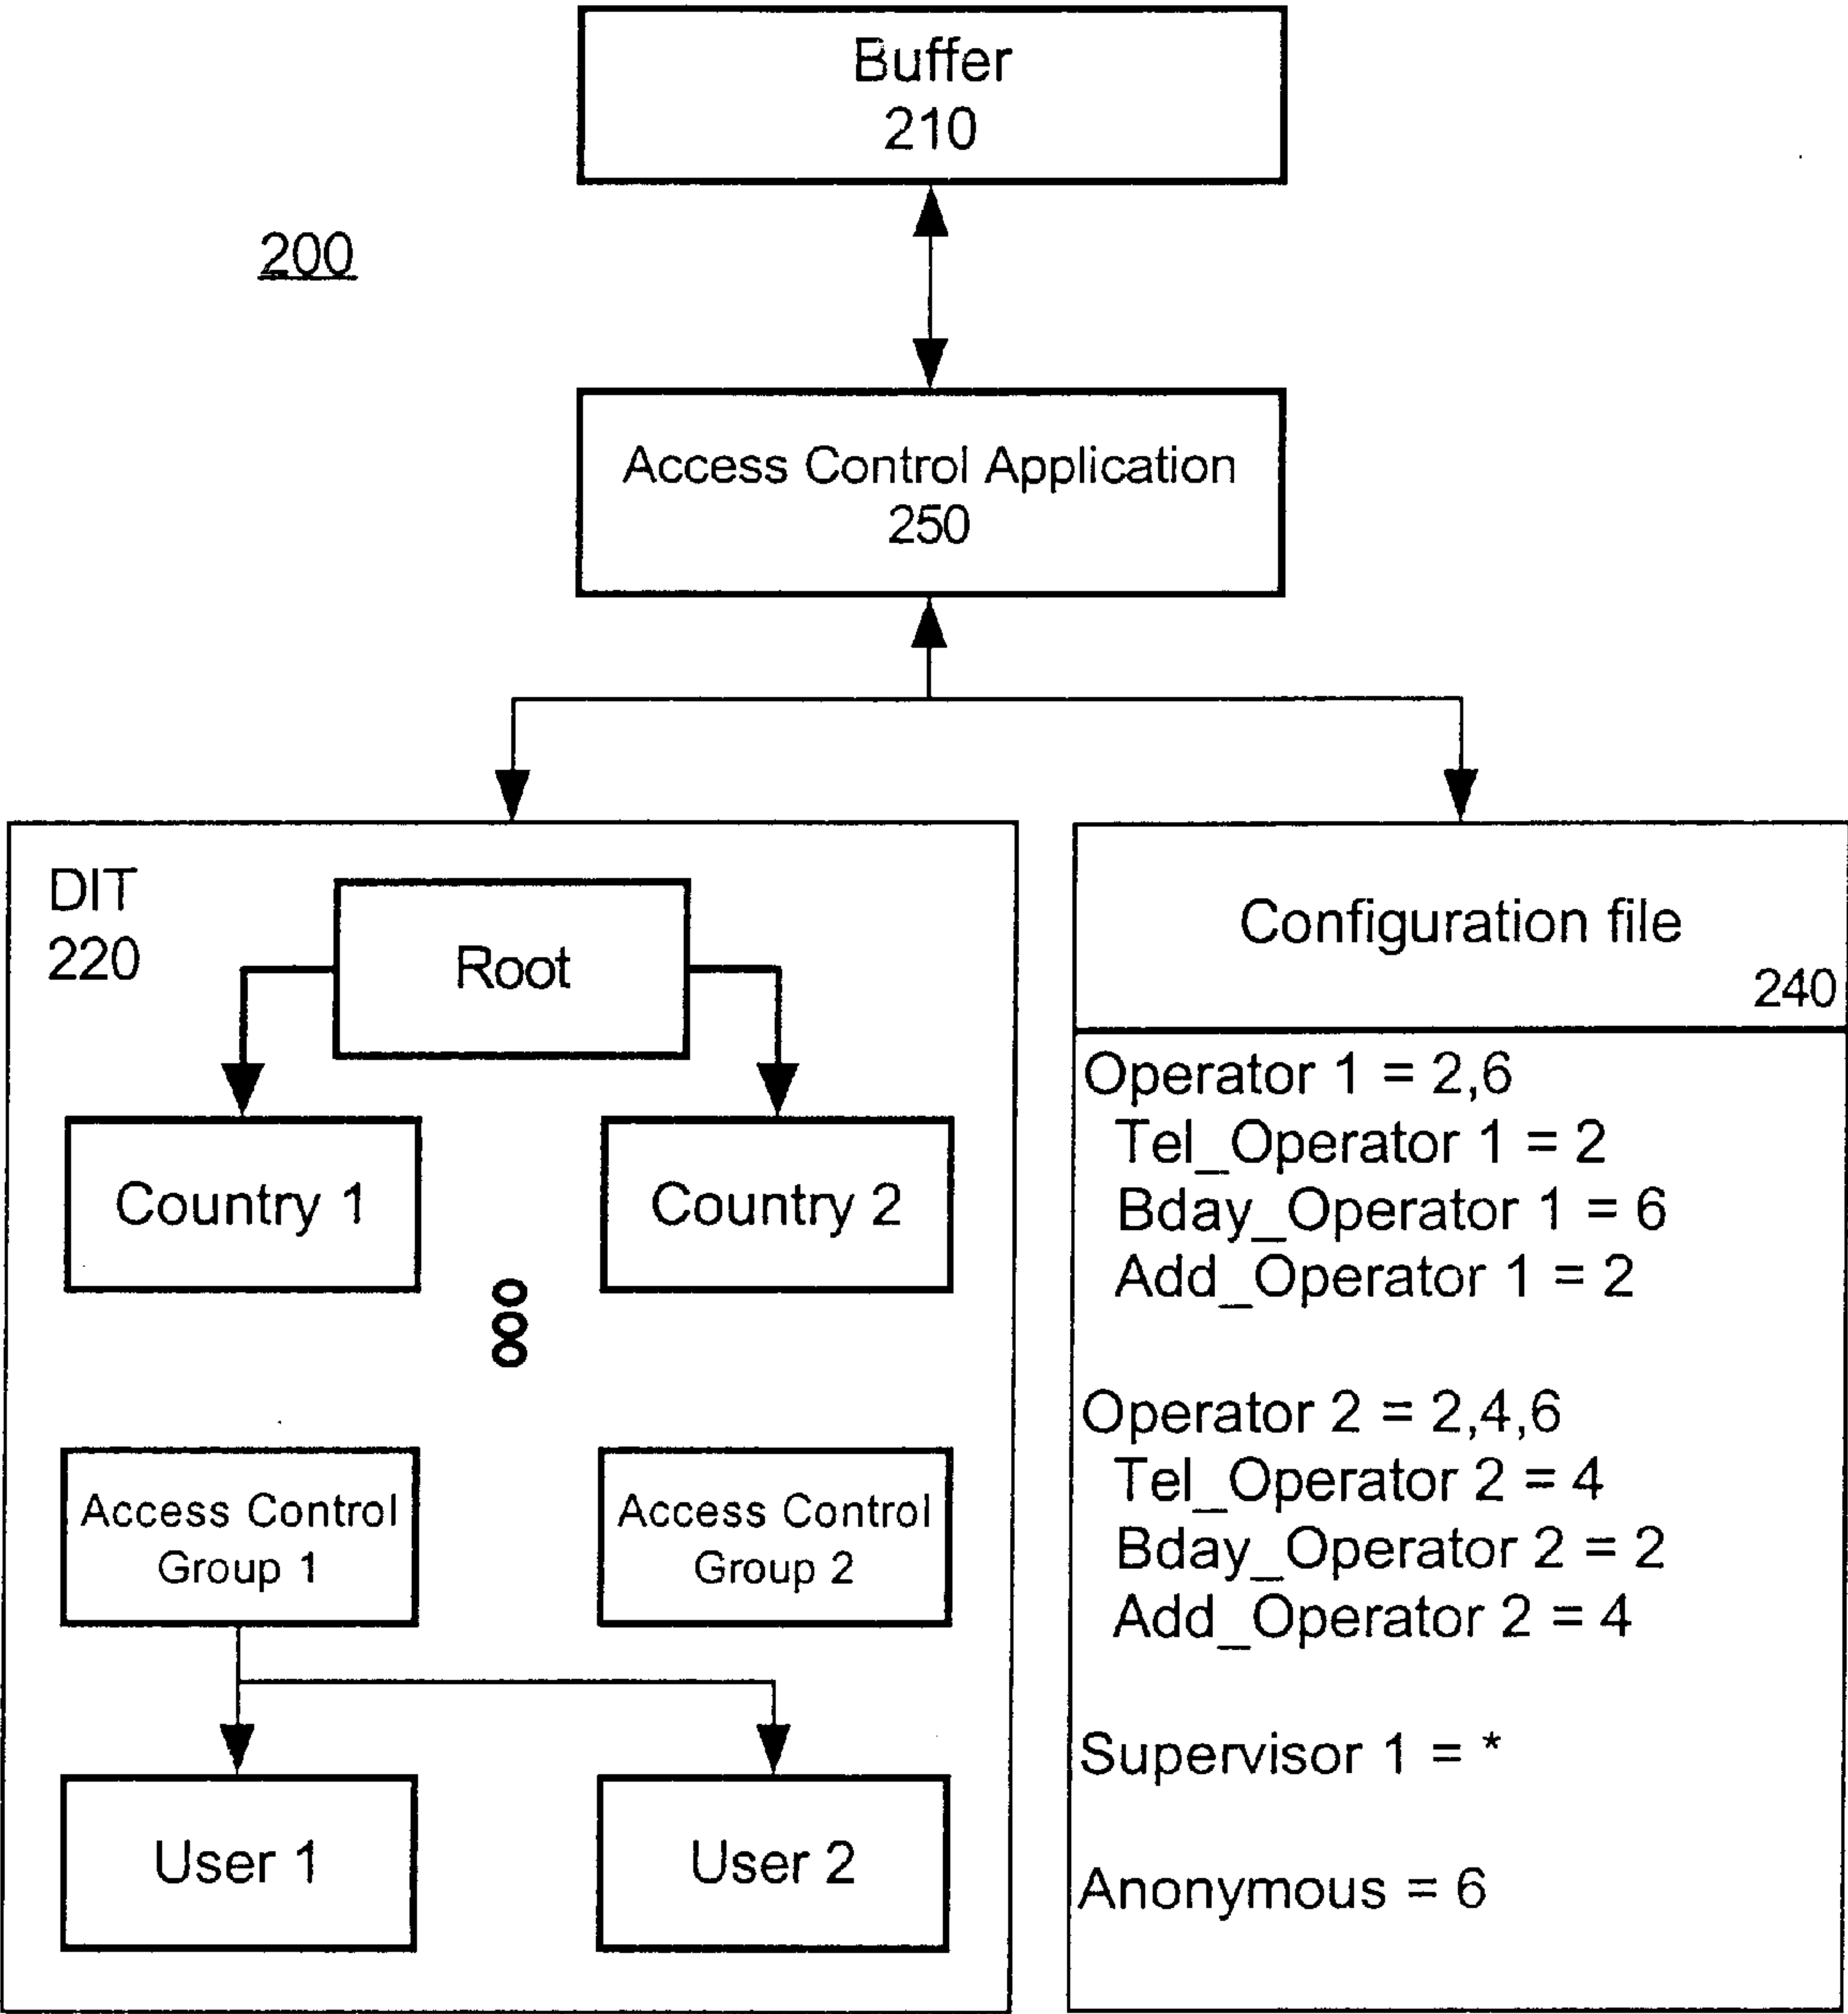 Buffer
210
200
Access Control Application
250
DIT
220
Root
Country 1
Country 2
Access Control
Group 1
Access Control
Group 2
User 1
User 2
Configuration file
240
Operator 1 = 2,6
Tel_Operator 1 = 2
Bday_Operator 1 = 6
Add_Operator 1 = 2
Operator 2 = 2,4,6
Tel_Operator 2 = 4
Bday_Operator 2 = 2
Add_Operator 2 = 4
Supervisor 1 = *
Anonymous = 6